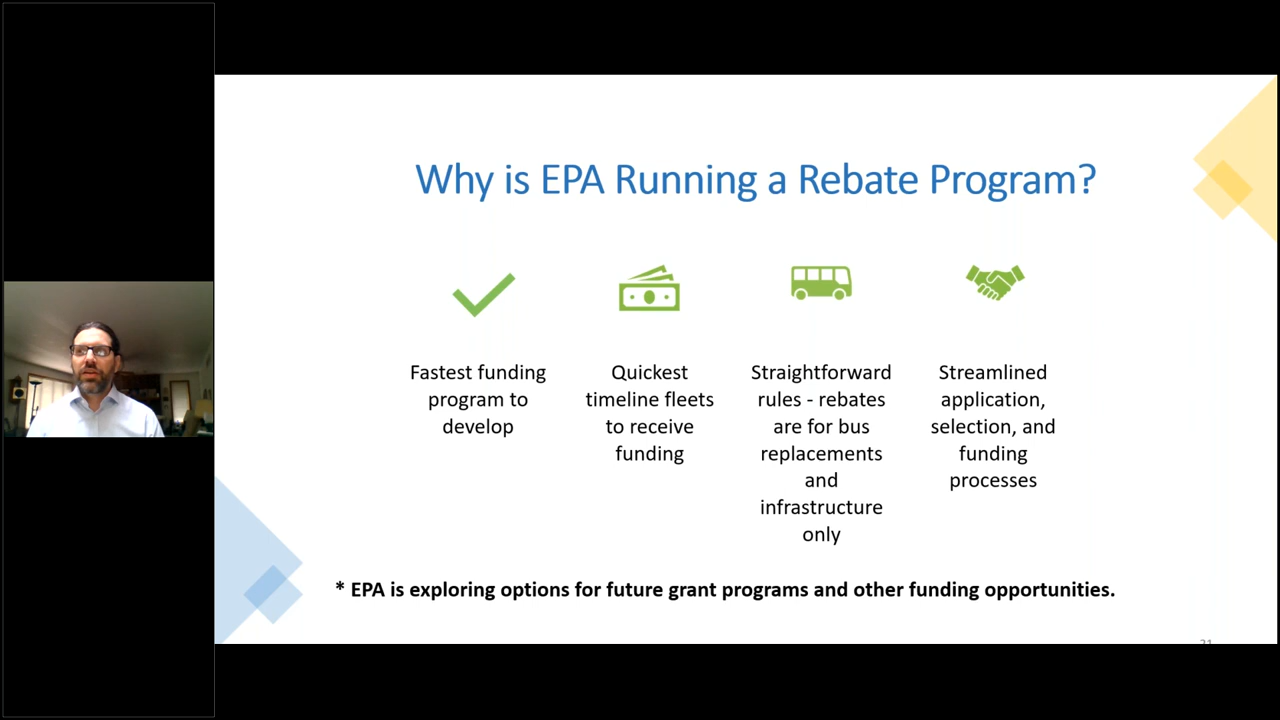 Why is EPA Running a Rebate Program?
Fastest funding
program to
develop
Quickest
timeline fleets
to receive
funding
Straightforward
rules - rebates
are for bus
replacements
and
infrastructure
only
Streamlined
application,
selection, and
funding
processes
* EPA is exploring options for future grant programs and other funding opportunities.